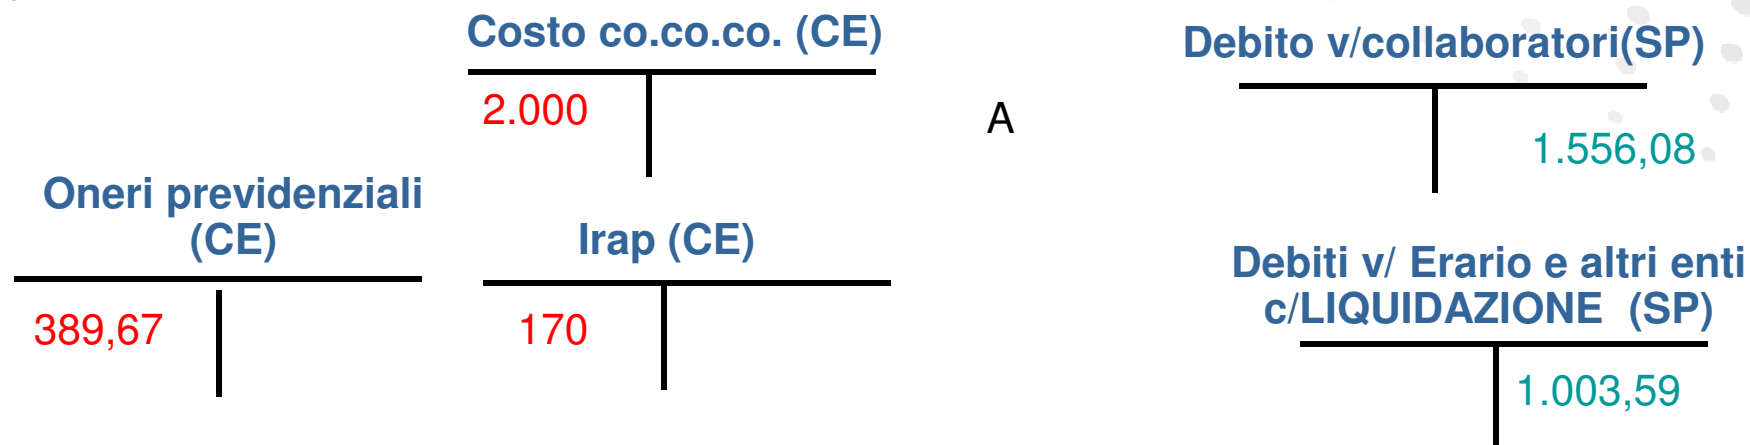 Costo co.co.co. (CE)
2.000
A
Debito v/collaboratori(SP)
1.556,08
Oneri previdenziali
(CE)
389,67
Irap (CE)
170
Debiti v/ Erario e altri enti
c/LIQUIDAZIONE (SP)
1.003,59